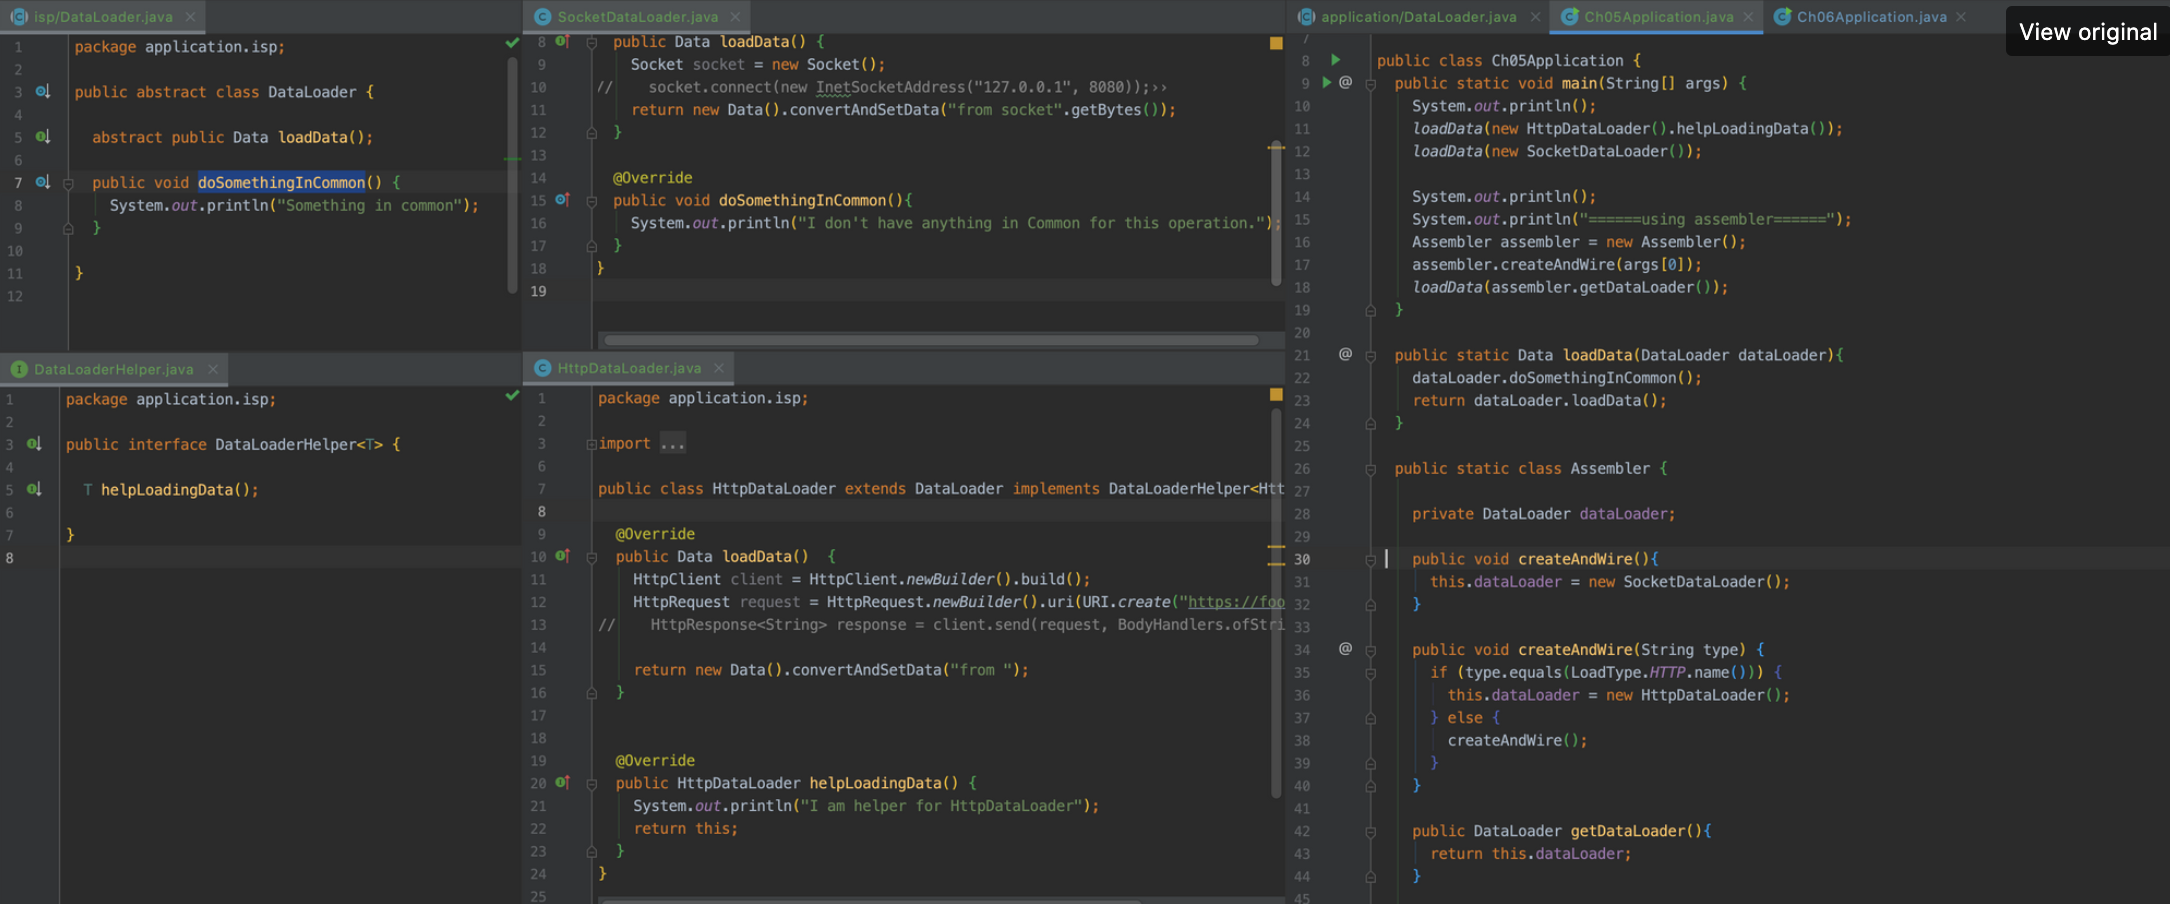 isp/DataLoader.java
1 package application.isp;
2
3 public abstract class DataLoader {
4
5 abstract public Data loadData();
6
7 public void doSomethingInCommon() {
8 System.out.println("Something in common");
9 }
10
11 }
12
DataLoaderHelper.java
1 package application.isp;
2
3 public interface DataLoaderHelper<T> {
4
5 T helpLoadingData();
6
7 }
8
SocketDataLoader.java
8 public Data loadData() {
9 Socket socket = new Socket();
10 // socket.connect(new InetSocketAddress("127.0.0.1", 8080));››
11 return new Data().convertAndSetData("from socket".getBytes());
12 }
13
14 @Override
15 public void doSomethingInCommon(){
16 System.out.println("I don't have anything in Common for this operation.");
17 }
18 }
19
HttpDataLoader.java
1 package application.isp;
2
3 import ...
6
7 public class HttpDataLoader extends DataLoader implements DataLoaderHelper<Htt
8
9 @Override
10 public Data loadData() {
11 HttpClient client = HttpClient.newBuilder().build();
12 HttpRequest request = HttpRequest.newBuilder().uri(URI.create("https://foo
13 // HttpResponse<String> response = client.send(request, BodyHandlers.ofStri
14
15 return new Data().convertAndSetData("from ");
16 }
17
18
19 @Override
20 public HttpDataLoader helpLoadingData() {
21 System.out.println("I am helper for HttpDataLoader");
22 return this;
23 }
24 }
25
application/DataLoader.java Ch05Application.java Ch06Application.java
View original
7
8 public class Ch05Application {
9 @ public static void main(String[] args) {
10 System.out.println();
11 loadData(new HttpDataLoader().helpLoadingData());
12 loadData(new SocketDataLoader());
13
14 System.out.println();
15 System.out.println("======using assembler======");
16 Assembler assembler = new Assembler();
17 assembler.createAndWire(args[0]);
18 loadData(assembler.getDataLoader());
19 }
20
21 @ public static Data loadData(DataLoader dataLoader){
22 dataLoader.doSomethingInCommon();
23 return dataLoader.loadData();
24 }
25
26 public static class Assembler {
27
28 private DataLoader dataLoader;
29
30 public void createAndWire(){
31 this.dataLoader = new SocketDataLoader();
32 }
33
34 @ public void createAndWire(String type) {
35 if (type.equals(LoadType.HTTP.name())) {
36 this.dataLoader = new HttpDataLoader();
37 } else {
38 createAndWire();
39 }
40 }
41
42 public DataLoader getDataLoader(){
43 return this.dataLoader;
44 }
45